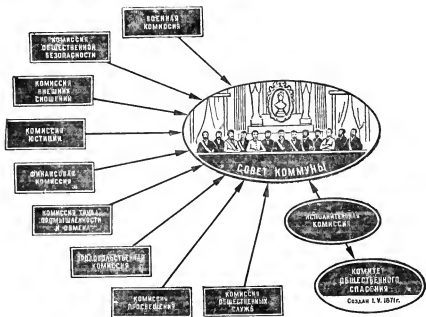 ВОЕННАЯ
КОМИССИЯ
КОМИССИЯ
ОБЩЕСТВЕННОЙ
БЕЗОПАСНОСТИ
КОМИССИЯ
ВНЕШНИХ
СНОШЕНИЙ
КОМИССИЯ
ЮСТИЦИИ
ФИНАНСОВАЯ
КОМИССИЯ
КОМИССИЯ ТРУДА,
ПРОМЫШЛЕННОСТИ
И ОБМЕНА
ПРОДОВОЛЬСТВЕННАЯ
КОМИССИЯ
КОМИССИЯ
ПРОСВЕЩЕНИЯ
КОМИССИЯ
ОБЩЕСТВЕННЫХ
СЛУЖБ
СОВЕТ КОММУНЫ
ИСПОЛНИТЕЛЬНАЯ
КОМИССИЯ
КОМИТЕТ
ОБЩЕСТВЕННОГО
СПАСЕНИЯ
Создан 1.V.1871г.